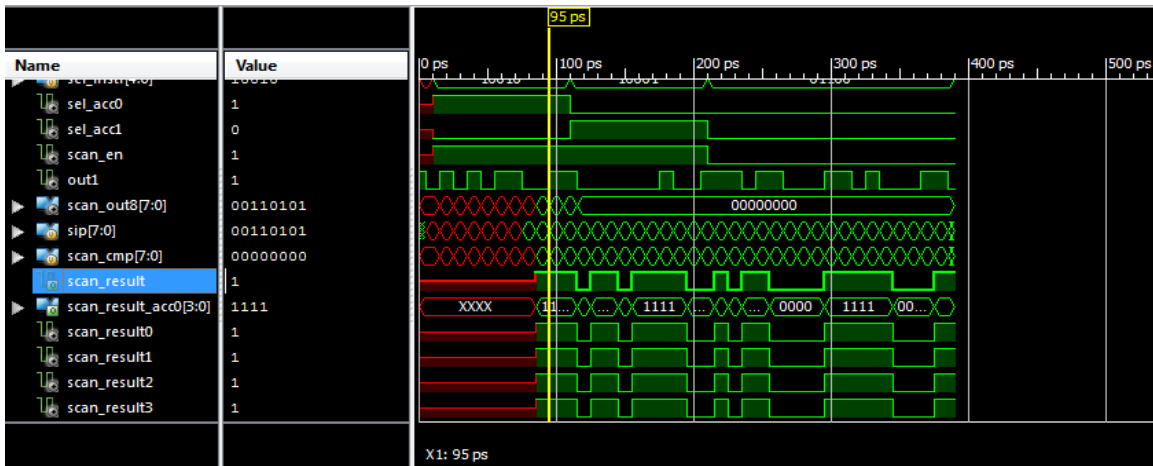 95 ps
Name Value 0 ps 100 ps 200 ps 300 ps 400 ps 500 ps
sel_acc0 1
sel_acc1 0
scan_en 1
out1 1
scan_out8[7:0] 00110101 00000000
sip[7:0] 00110101
scan_cmp[7:0] 00000000
scan_result 1
scan_result_acc0[3:0] 1111 XXXX 11... ... 1111 ... ... 0000 1111 00...
scan_result0 1
scan_result1 1
scan_result2 1
scan_result3 1
X1: 95 ps